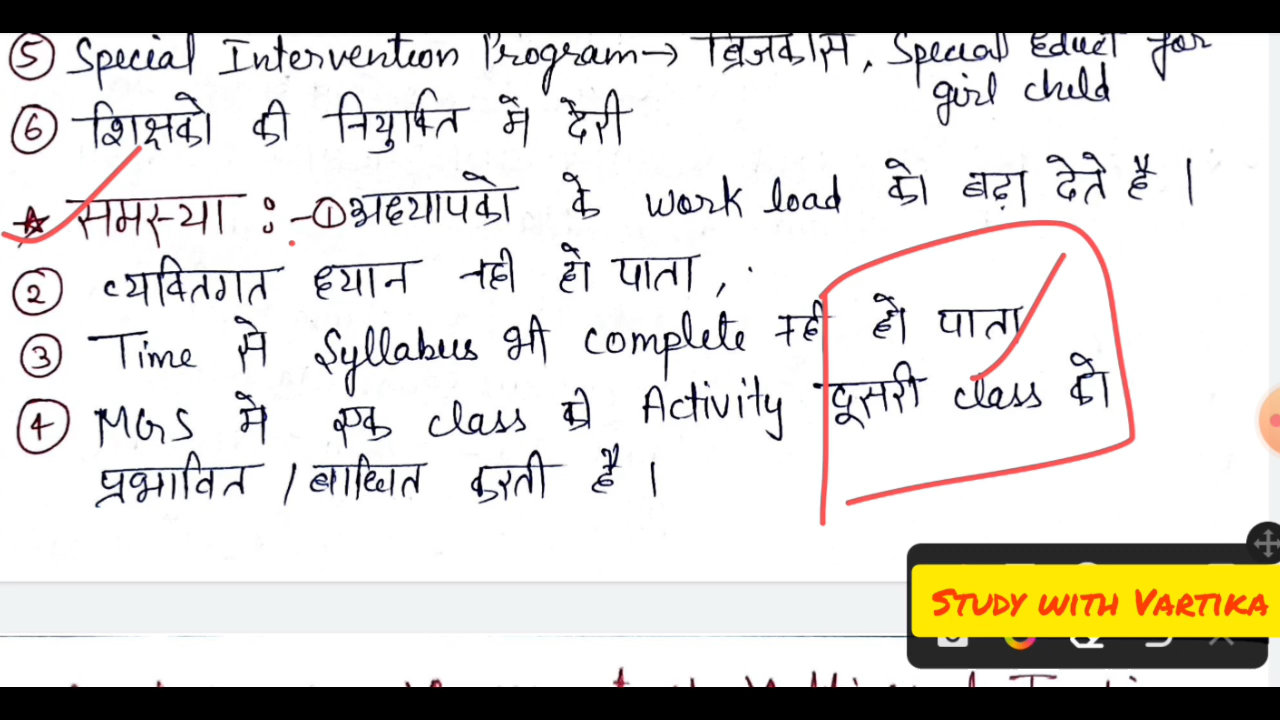 ⑤ Special Intervention Program→ ब्रिजकोर्स, Special Educt for
girl child
⑥ शिक्षको की नियुक्ति में देरी
★ समस्या :- ① अध्यापको के work load को बढ़ा देते है ।
② व्यक्तिगत ध्यान नही हो पाता ,
③ Time से Syllabus भी complete नही हो पाता
④ MGS मे एक class की Activity दूसरी class को
प्रभावित / बाधित करती है ।
STUDY WITH VARTIKA